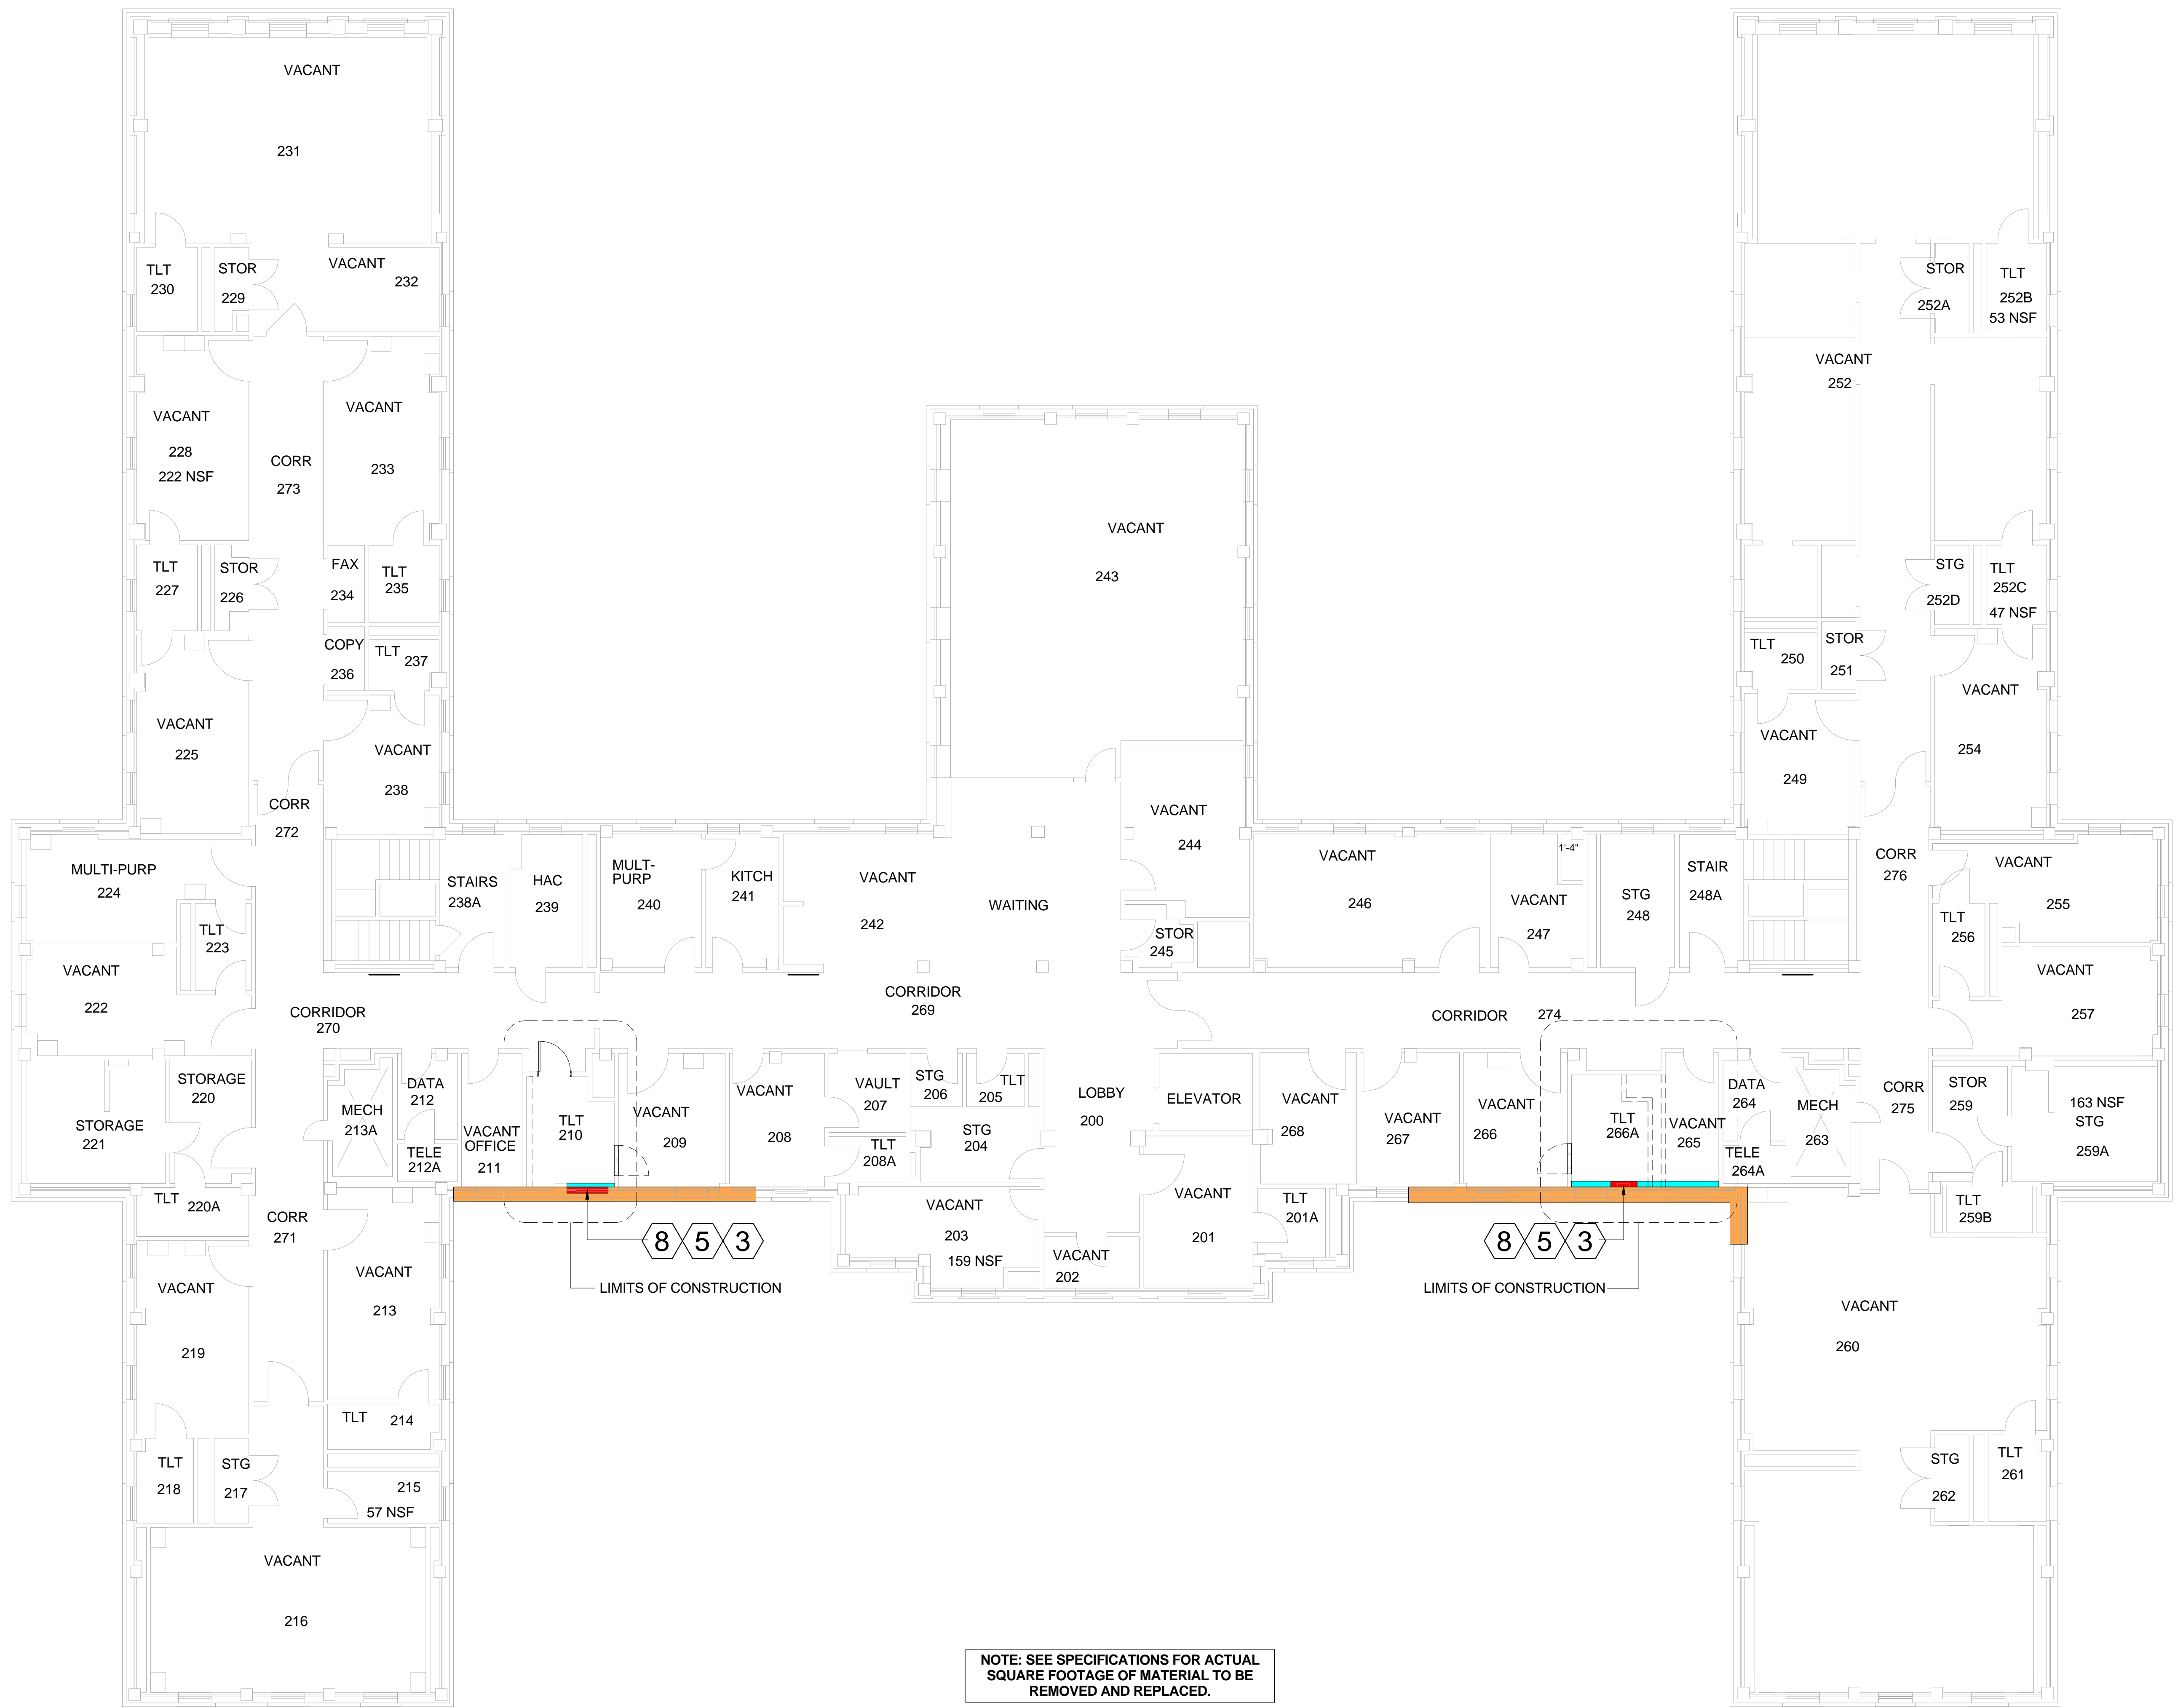 VACANT
231
TLT
230
STOR
229
VACANT
232
VACANT
228
222 NSF
CORR
273
VACANT
233
TLT
227
STOR
226
FAX
234
TLT
235
COPY
236
TLT
237
VACANT
225
VACANT
238
CORR
272
MULTI-PURP
224
TLT
223
VACANT
222
STAIRS
238A
HAC
239
MULT-
PURP
240
KITCH
241
VACANT
242
WAITING
VACANT
243
VACANT
244
STOR
245
VACANT
246
1'-4"
VACANT
247
STG
248
STAIR
248A
STOR
252A
TLT
252B
53 NSF
VACANT
252
STG
252D
TLT
252C
47 NSF
TLT
250
STOR
251
VACANT
249
VACANT
254
CORR
276
VACANT
255
TLT
256
VACANT
257
CORRIDOR
270
CORRIDOR
269
CORRIDOR
274
STORAGE
220
STORAGE
221
TLT
220A
MECH
213A
DATA
212
TELE
212A
VACANT
OFFICE
211
TLT
210
VACANT
209
VACANT
208
VAULT
207
TLT
208A
STG
206
TLT
205
STG
204
VACANT
203
159 NSF
LOBBY
200
VACANT
202
ELEVATOR
VACANT
201
TLT
201A
VACANT
268
VACANT
267
VACANT
266
TLT
266A
VACANT
265
DATA
264
TELE
264A
MECH
263
CORR
275
STOR
259
163 NSF
STG
259A
TLT
259B
8 5 3
LIMITS OF CONSTRUCTION
8 5 3
LIMITS OF CONSTRUCTION
CORR
271
VACANT
219
VACANT
213
TLT
214
TLT
218
STG
217
215
57 NSF
VACANT
216
VACANT
260
STG
262
TLT
261
NOTE: SEE SPECIFICATIONS FOR ACTUAL
SQUARE FOOTAGE OF MATERIAL TO BE
REMOVED AND REPLACED.